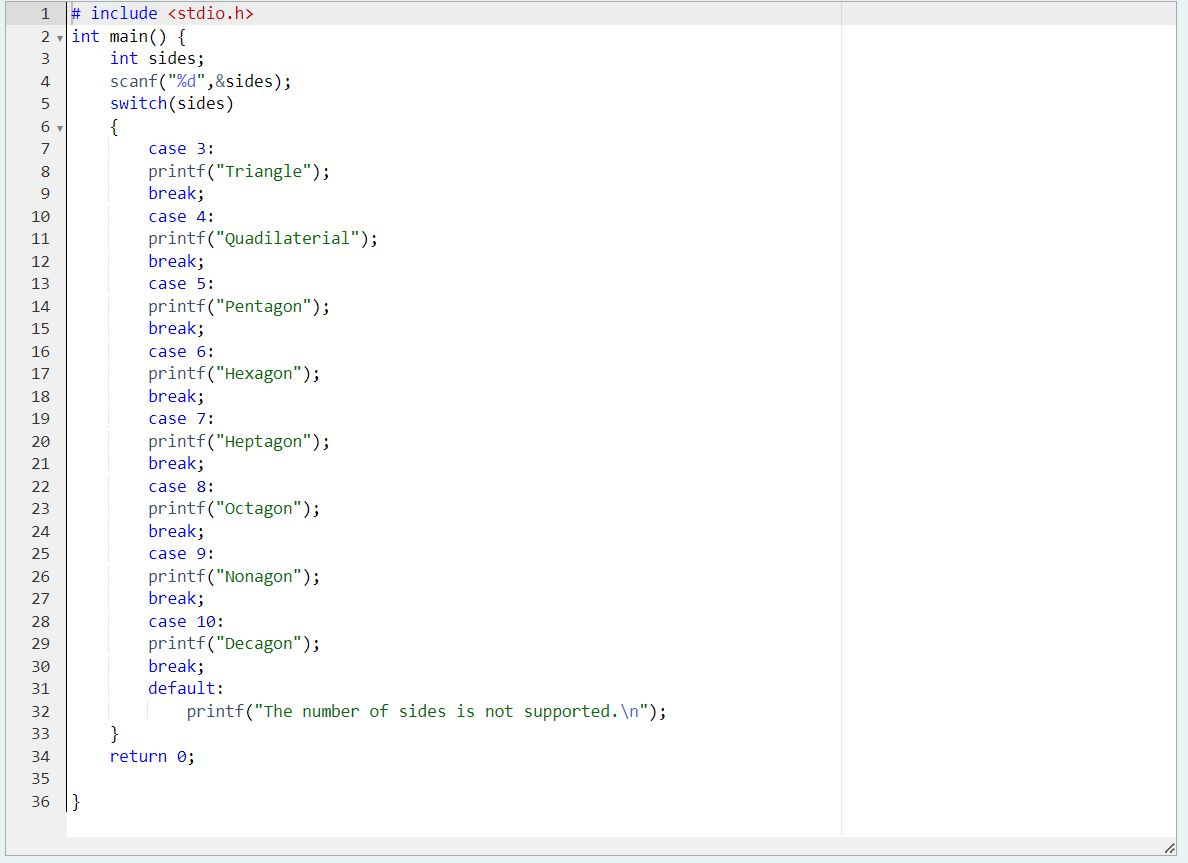 1 # include <stdio.h>
2 int main() {
3 int sides;
4 scanf("%d",&sides);
5 switch(sides)
6 {
7 case 3:
8 printf("Triangle");
9 break;
10 case 4:
11 printf("Quadilaterial");
12 break;
13 case 5:
14 printf("Pentagon");
15 break;
16 case 6:
17 printf("Hexagon");
18 break;
19 case 7:
20 printf("Heptagon");
21 break;
22 case 8:
23 printf("Octagon");
24 break;
25 case 9:
26 printf("Nonagon");
27 break;
28 case 10:
29 printf("Decagon");
30 break;
31 default:
32 printf("The number of sides is not supported.\n");
33 }
34 return 0;
35
36 }